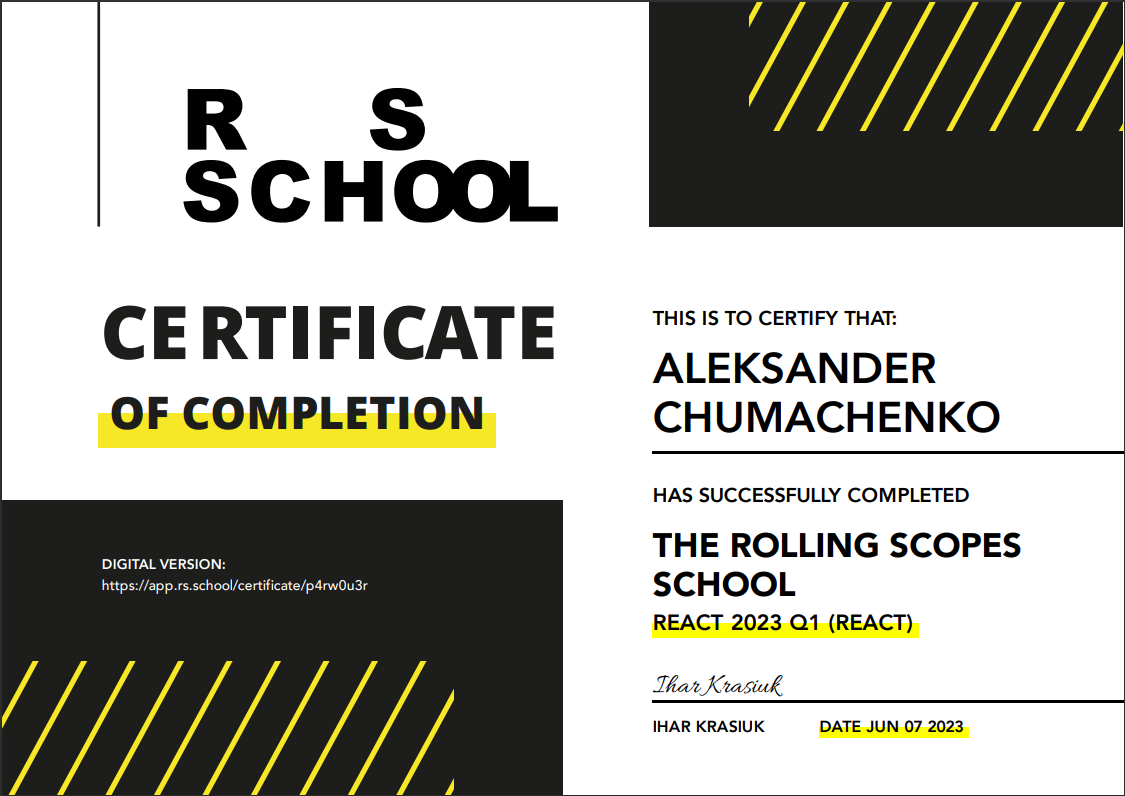 R S
SCHOOL
CERTIFICATE
OF COMPLETION
DIGITAL VERSION:
https://app.rs.school/certificate/p4rw0u3r
THIS IS TO CERTIFY THAT:
ALEKSANDER
CHUMACHENKO
HAS SUCCESSFULLY COMPLETED
THE ROLLING SCOPES
SCHOOL
REACT 2023 Q1 (REACT)
Ihar Krasiuk
IHAR KRASIUK
DATE JUN 07 2023